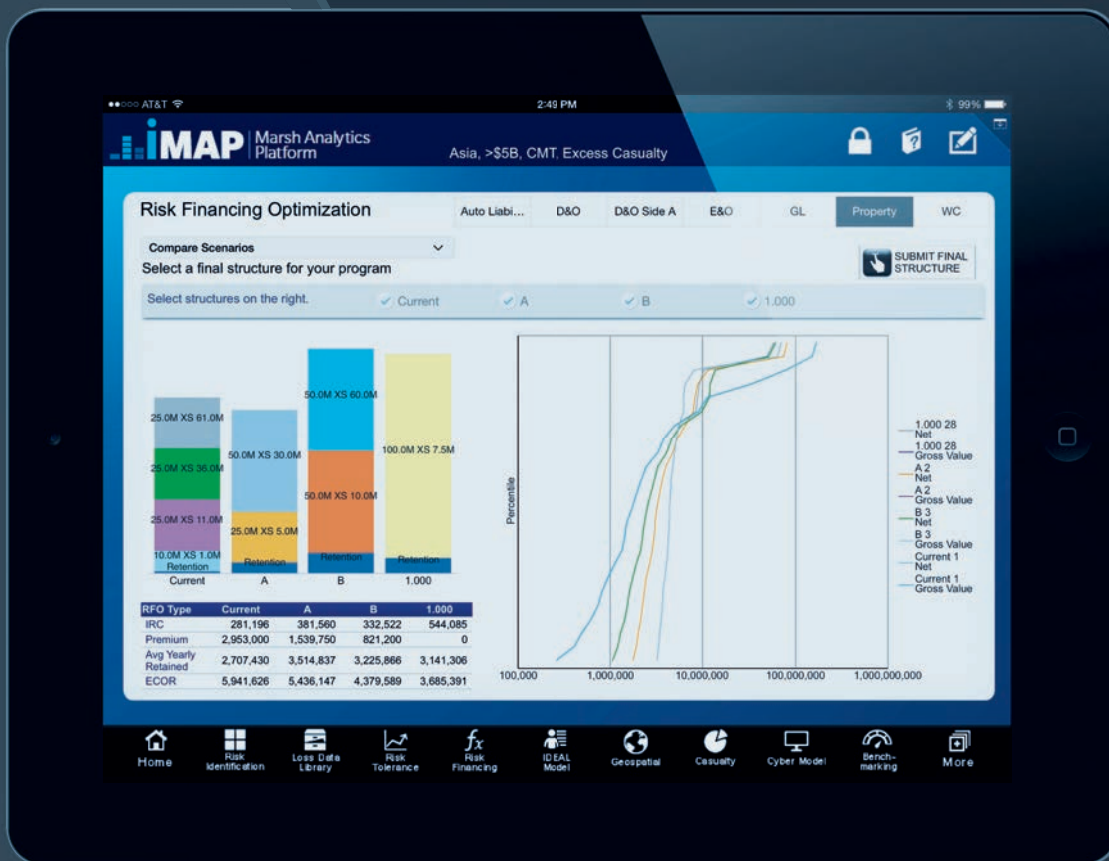 AT&T
2:49 PM
99%
iMAP
Marsh Analytics
Platform
Asia, >$5B, CMT, Excess Casualty
Risk Financing Optimization
Auto Liabi...
D&O
D&O Side A
E&O
GL
Property
WC
Compare Scenarios
Select a final structure for your program
SUBMIT FINAL
STRUCTURE
Select structures on the right.
Current
A
B
1.000
25.0M XS 61.0M
25.0M XS 36.0M
25.0M XS 11.0M
10.0M XS 1.0M
Retention
Current
50.0M XS 30.0M
25.0M XS 5.0M
Retention
A
50.0M XS 60.0M
50.0M XS 10.0M
Retention
B
100.0M XS 7.5M
Retention
1.000
Percentile
100,000
1,000,000
10,000,000
100,000,000
1,000,000,000
1.000 28
Net
1.000 28
Gross Value
A 2
Net
A 2
Gross Value
B 3
Net
B 3
Gross Value
Current 1
Net
Current 1
Gross Value
RFO Type Current A B 1.000
IRC 281,196 381,560 332,522 544,085
Premium 2,953,000 1,539,750 821,200 0
Avg Yearly
Retained 2,707,430 3,514,837 3,225,866 3,141,306
ECOR 5,941,626 5,436,147 4,379,589 3,685,391
Home
Risk
Identification
Loss Data
Library
Risk
Tolerance
fx
Risk
Financing
IDEAL
Model
Geospatial
Casualty
Cyber Model
Bench-
marking
More